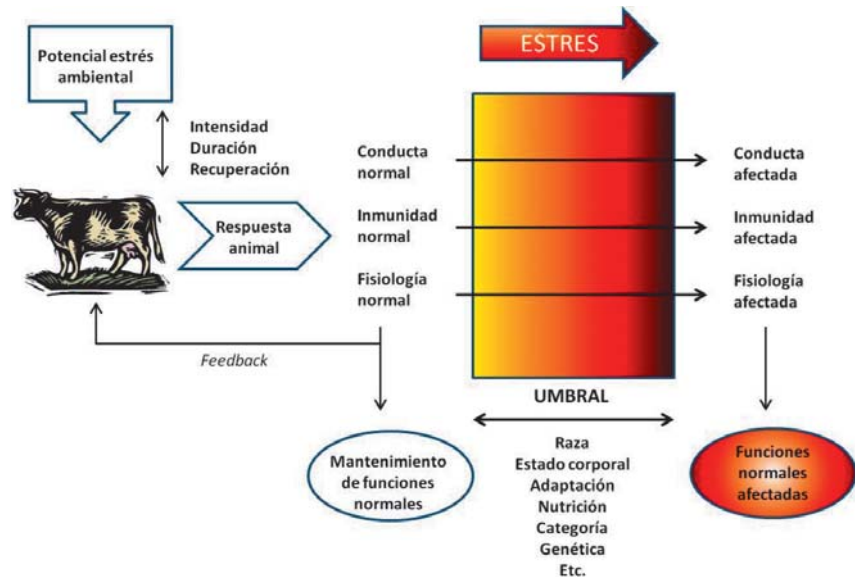 ESTRES
Potencial estrés
ambiental
Intensidad
Duración
Recuperación
Respuesta
animal
Conducta
normal
Inmunidad
normal
Fisiología
normal
Conducta
afectada
Inmunidad
afectada
Fisiología
afectada
Feedback
UMBRAL
Mantenimiento
de funciones
normales
Raza
Estado corporal
Adaptación
Nutrición
Categoría
Genética
Etc.
Funciones
normales
afectadas